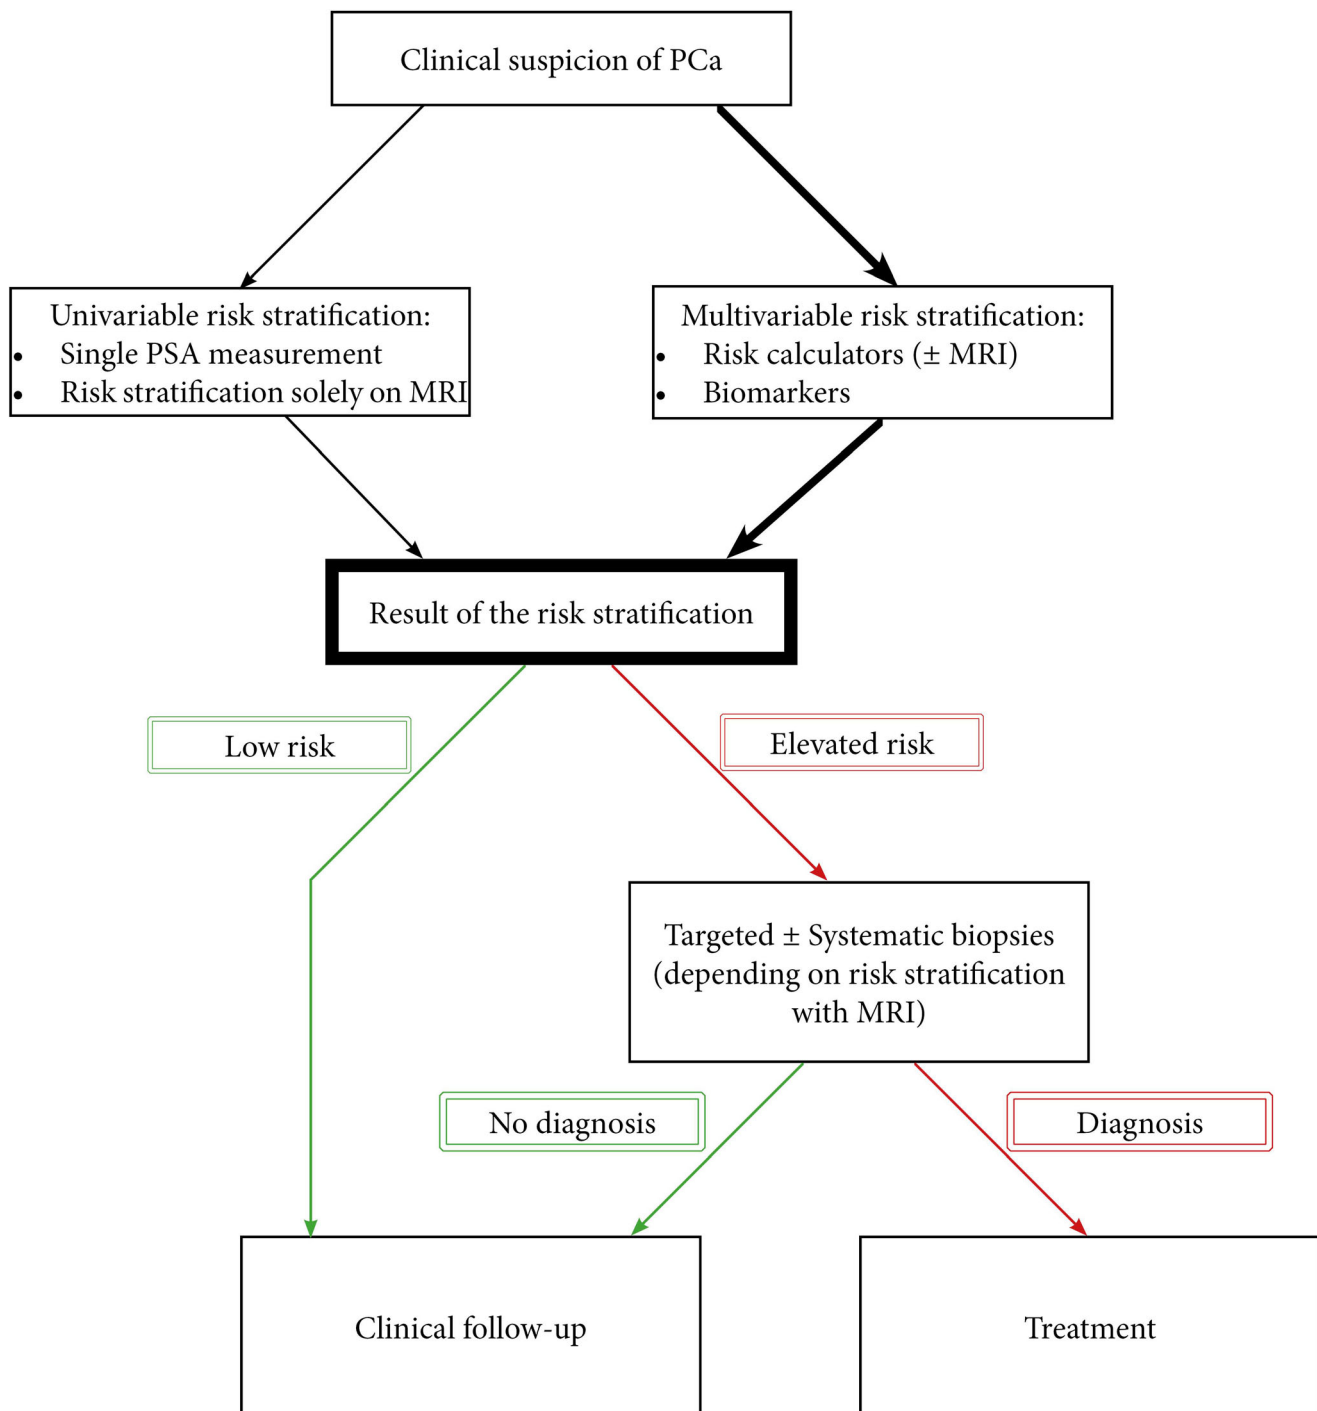 Clinical suspicion of PCa
Univariable risk stratification:
• Single PSA measurement
• Risk stratification solely on MRI
Multivariable risk stratification:
• Risk calculators (± MRI)
• Biomarkers
Result of the risk stratification
Low risk
Elevated risk
Targeted ± Systematic biopsies
(depending on risk stratification
with MRI)
No diagnosis
Diagnosis
Clinical follow-up
Treatment